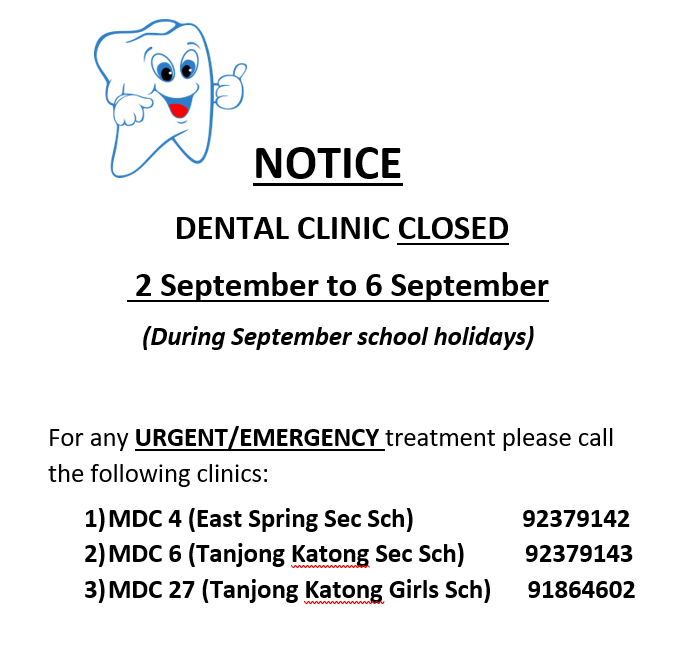 NOTICE
DENTAL CLINIC CLOSED
2 September to 6 September
(During September school holidays)
For any URGENT/EMERGENCY treatment please call
the following clinics:
1) MDC 4 (East Spring Sec Sch) 92379142
2) MDC 6 (Tanjong Katong Sec Sch) 92379143
3) MDC 27 (Tanjong Katong Girls Sch) 91864602